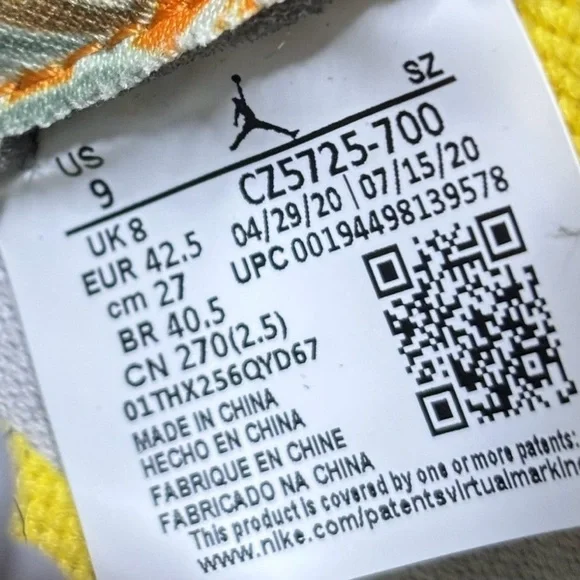 US SZ
9 CZ5725-700
UK 8 04/29/20 | 07/15/20
EUR 42.5 UPC 00194498139578
cm 27
BR 40.5
CN 270(2.5)
01THX256QYD67
MADE IN CHINA
HECHO EN CHINA
FABRIQUE EN CHINE
FABRICADO NA CHINA
This product is covered by one or more patents:
www.nike.com/patentsvirtualmarkin